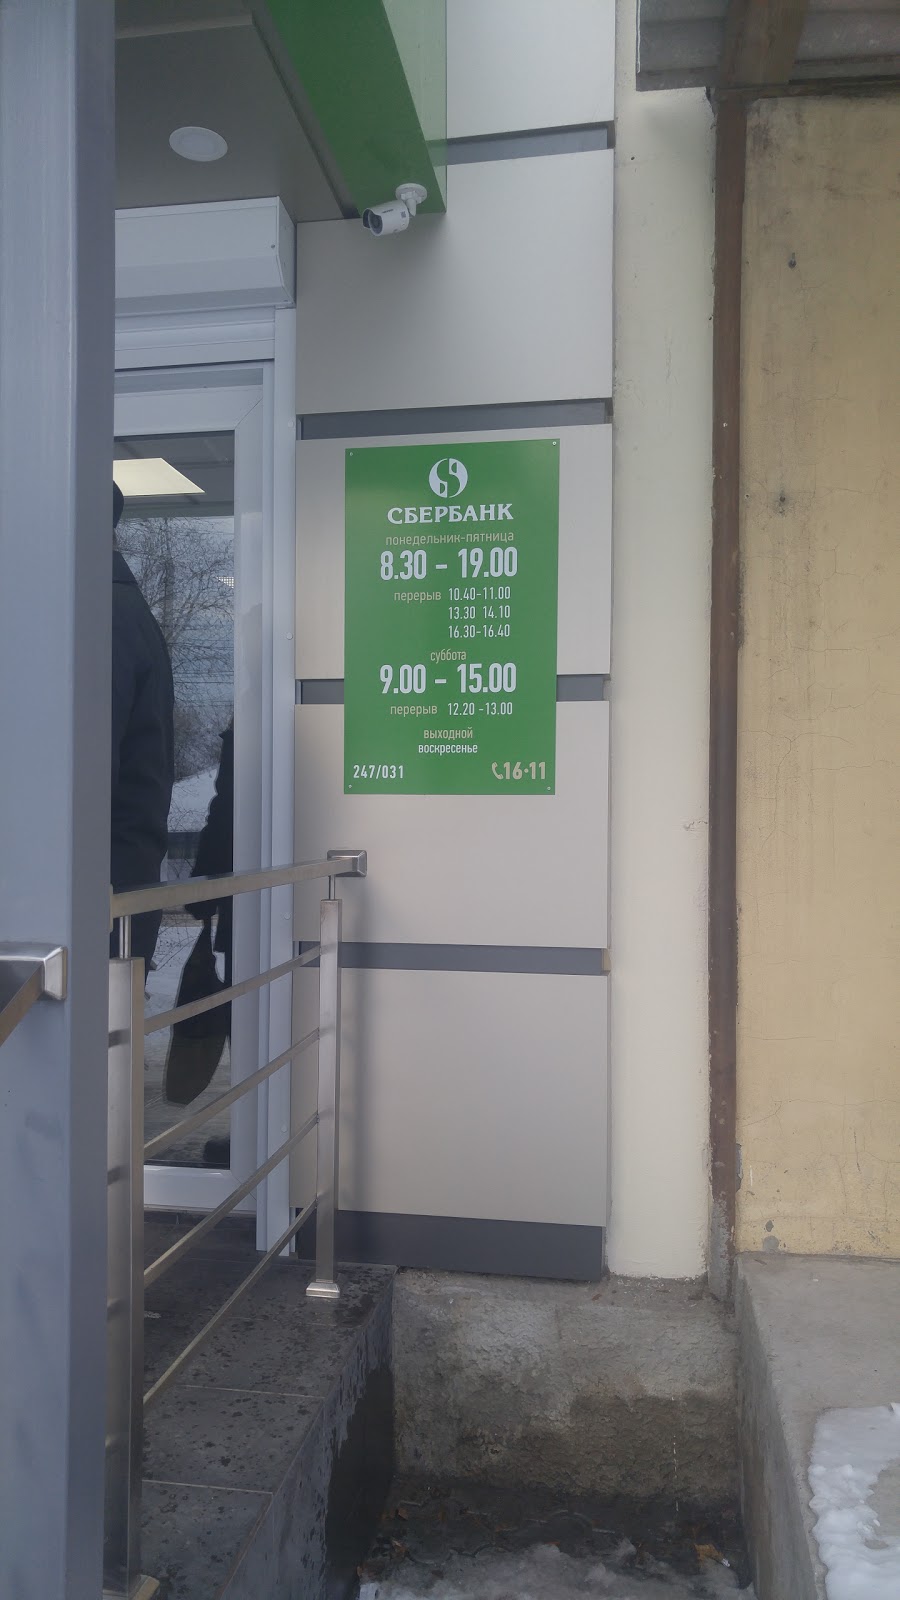 СБЕРБАНК
понедельник-пятница
8.30 - 19.00
перерыв 10.40-11.00
13.30 14.10
16.30-16.40
суббота
9.00 - 15.00
перерыв 12.20 -13.00
выходной
воскресенье
247/031 16·11